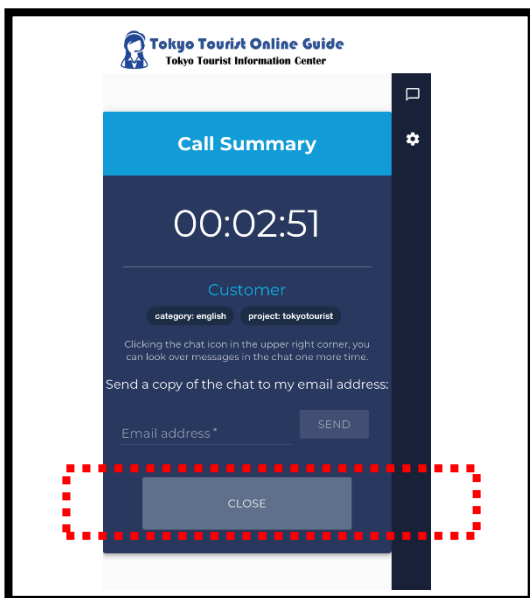 Tokyo Tourist Online Guide
Tokyo Tourist Information Center
Call Summary
00:02:51
Customer
category: english project: tokyotourist
Clicking the chat icon in the upper right corner, you
can look over messages in the chat one more time.
Send a copy of the chat to my email address:
Email address * SEND
CLOSE